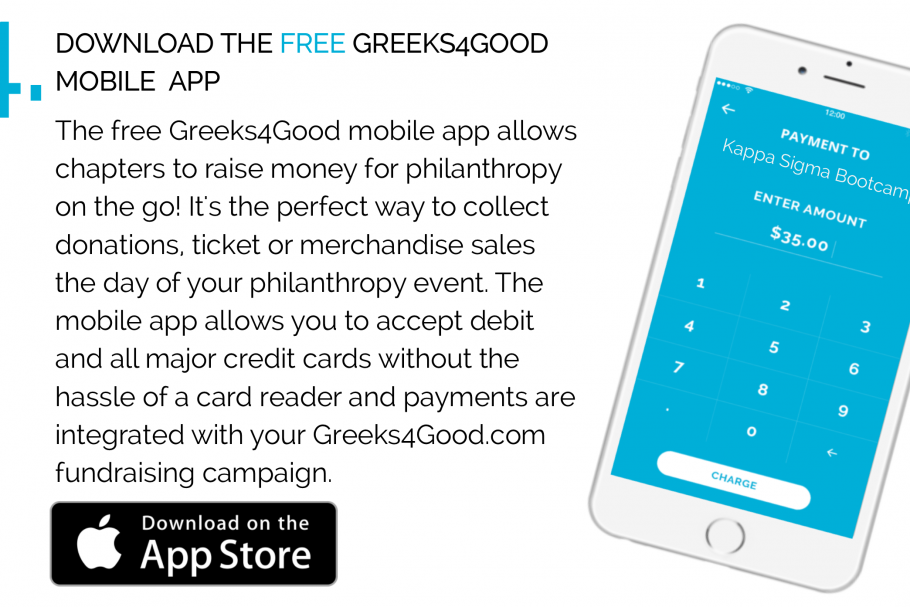 4.
DOWNLOAD THE FREE GREEKS4GOOD
MOBILE APP
The free Greeks4Good mobile app allows
chapters to raise money for philanthropy
on the go! It's the perfect way to collect
donations, ticket or merchandise sales
the day of your philanthropy event. The
mobile app allows you to accept debit
and all major credit cards without the
hassle of a card reader and payments are
integrated with your Greeks4Good.com
fundraising campaign.
Download on the
App Store
12:00
PAYMENT TO
Kappa Sigma Bootcamp
ENTER AMOUNT
$35.00
1 2 3
4 5 6
7 8 9
. 0 ←
CHARGE